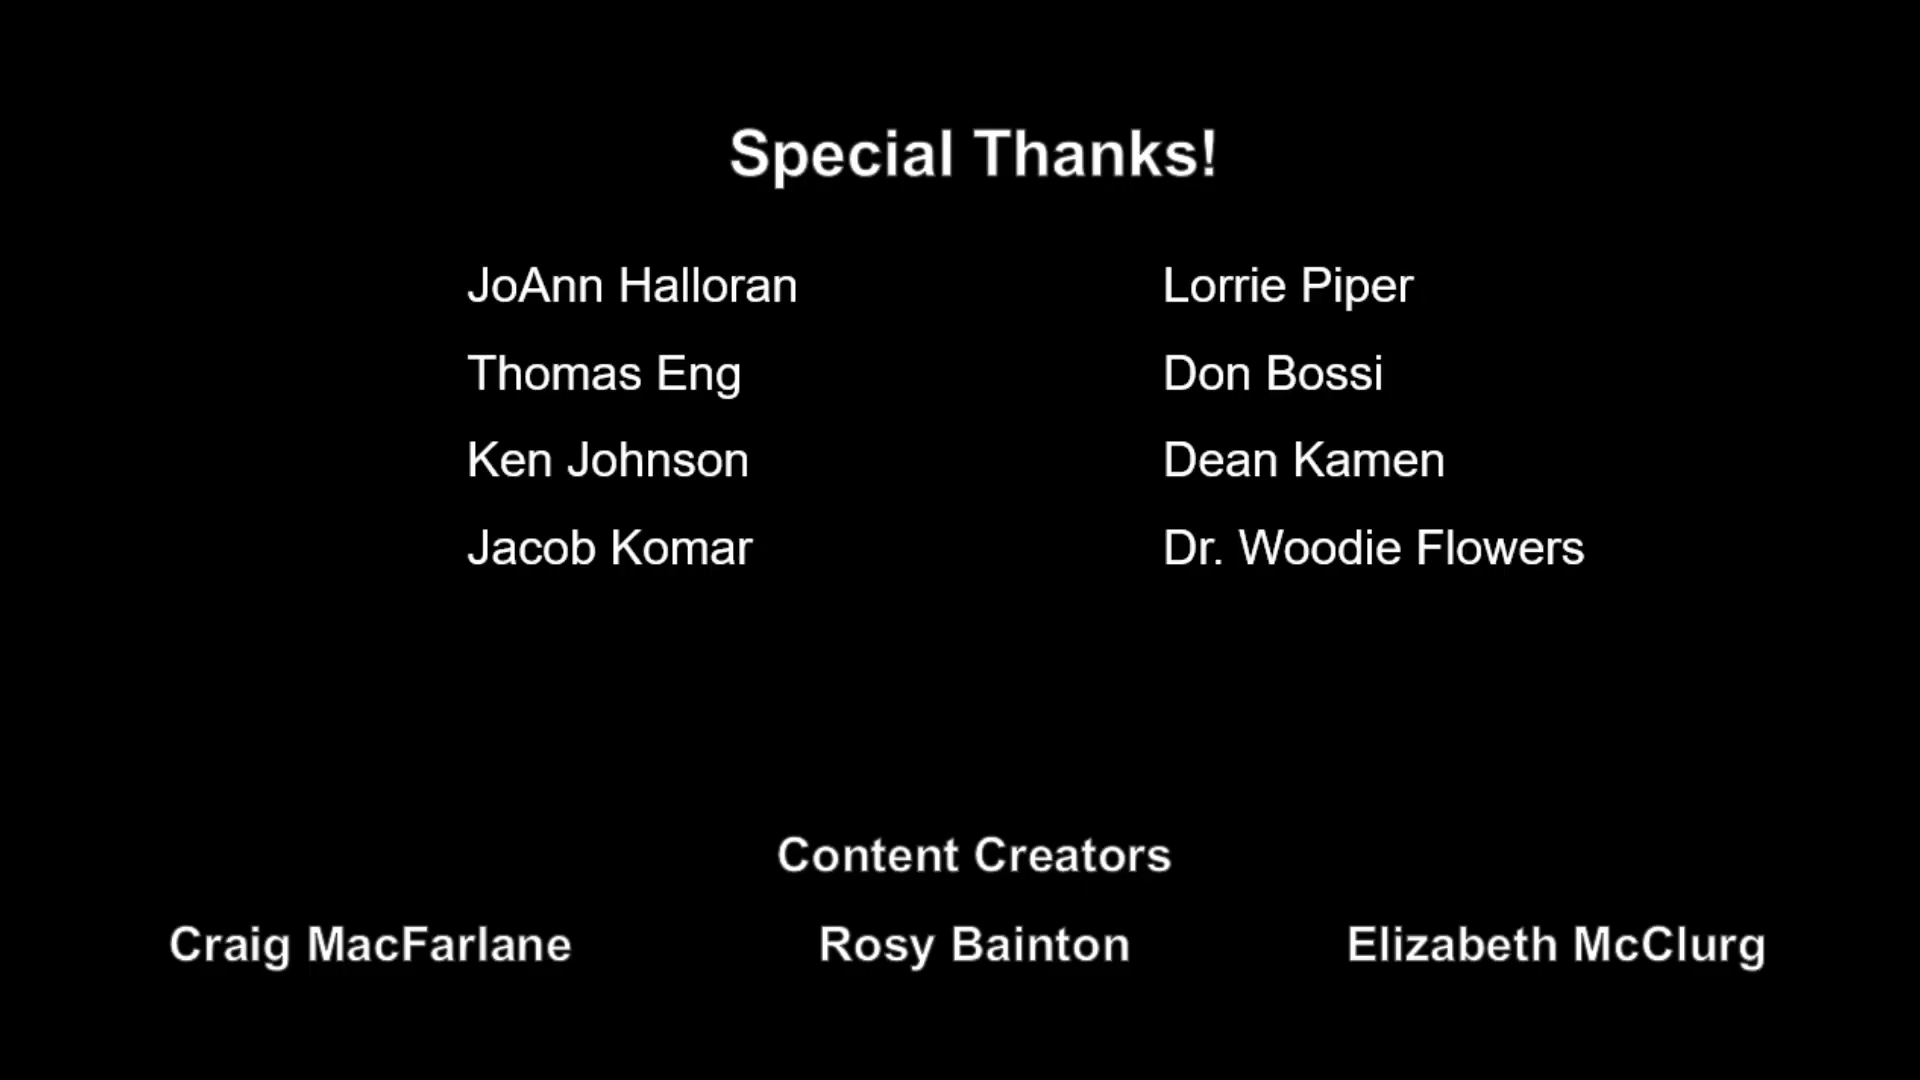 Special Thanks!
JoAnn Halloran
Lorrie Piper
Thomas Eng
Don Bossi
Ken Johnson
Dean Kamen
Jacob Komar
Dr. Woodie Flowers
Content Creators
Craig MacFarlane
Rosy Bainton
Elizabeth McClurg